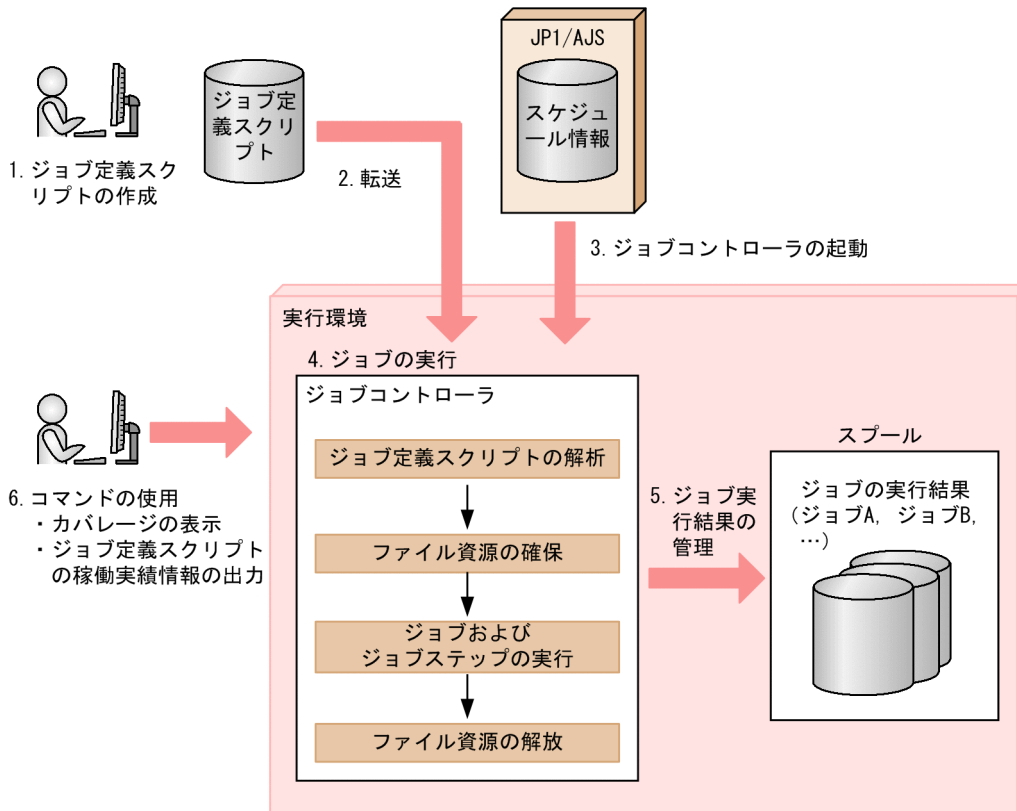 JP1/AJS
スケジュ
ール情報
ジョブ定
義スクリ
プト
1. ジョブ定義スク
リプトの作成
2. 転送
3. ジョブコントローラの起動
実行環境
4. ジョブの実行
ジョブコントローラ
ジョブ定義スクリプトの解析
ファイル資源の確保
ジョブおよび
ジョブステップの実行
ファイル資源の解放
5. ジョブ実
行結果の
管理
スプール
ジョブの実行結果
（ジョブA, ジョブB,
…）
6. コマンドの使用
・カバレージの表示
・ジョブ定義スクリプト
の稼働実績情報の出力